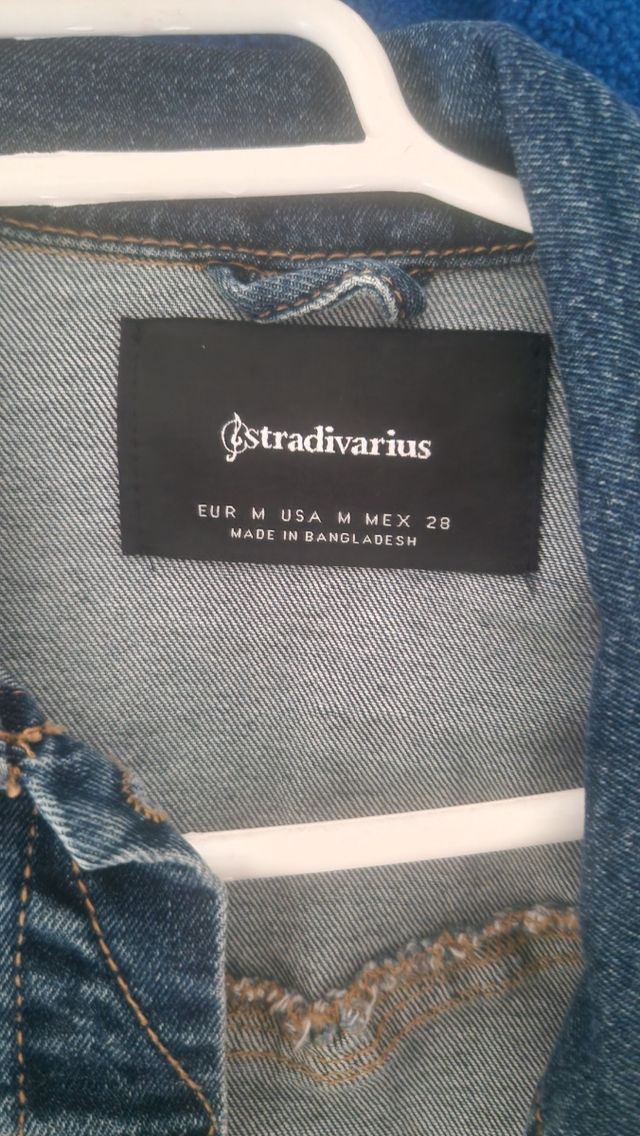 stradivarius
EUR M USA M MEX 28
MADE IN BANGLADESH